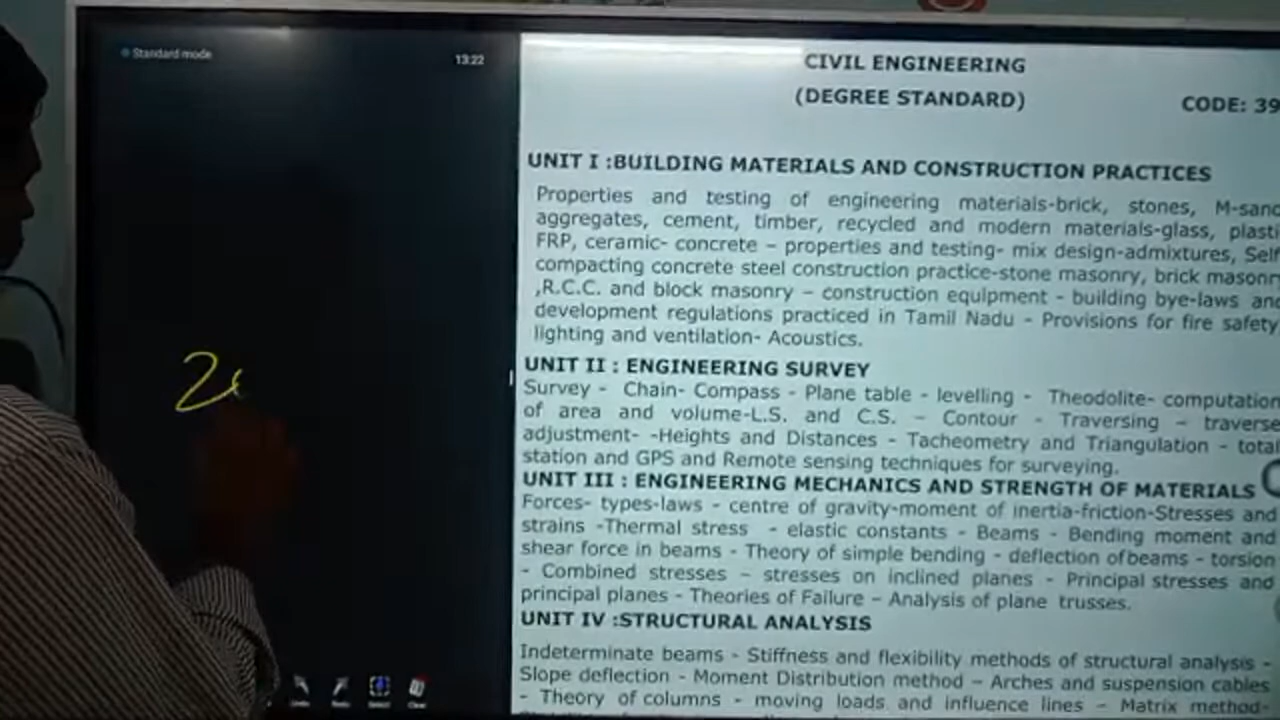 Standard mode
13:22
CIVIL ENGINEERING
(DEGREE STANDARD)
CODE: 39
UNIT I :BUILDING MATERIALS AND CONSTRUCTION PRACTICES
Properties and testing of engineering materials-brick, stones, M-sand
aggregates, cement, timber, recycled and modern materials-glass, plasti
FRP, ceramic- concrete – properties and testing- mix design-admixtures, Self
compacting concrete steel construction practice-stone masonry, brick masonr
,R.C.C. and block masonry – construction equipment - building bye-laws and
development regulations practiced in Tamil Nadu - Provisions for fire safety
lighting and ventilation- Acoustics.
UNIT II : ENGINEERING SURVEY
Survey - Chain- Compass - Plane table - levelling - Theodolite- computation
of area and volume-L.S. and C.S. – Contour - Traversing – traverse
adjustment- -Heights and Distances - Tacheometry and Triangulation - total
station and GPS and Remote sensing techniques for surveying.
UNIT III : ENGINEERING MECHANICS AND STRENGTH OF MATERIALS
Forces- types-laws - centre of gravity-moment of inertia-friction-Stresses and
strains -Thermal stress - elastic constants - Beams - Bending moment and
shear force in beams - Theory of simple bending - deflection of beams - torsion
- Combined stresses – stresses on inclined planes - Principal stresses and
principal planes - Theories of Failure – Analysis of plane trusses.
UNIT IV :STRUCTURAL ANALYSIS
Indeterminate beams - Stiffness and flexibility methods of structural analysis -
Slope deflection - Moment Distribution method – Arches and suspension cables
- Theory of columns - moving loads and influence lines - Matrix method-